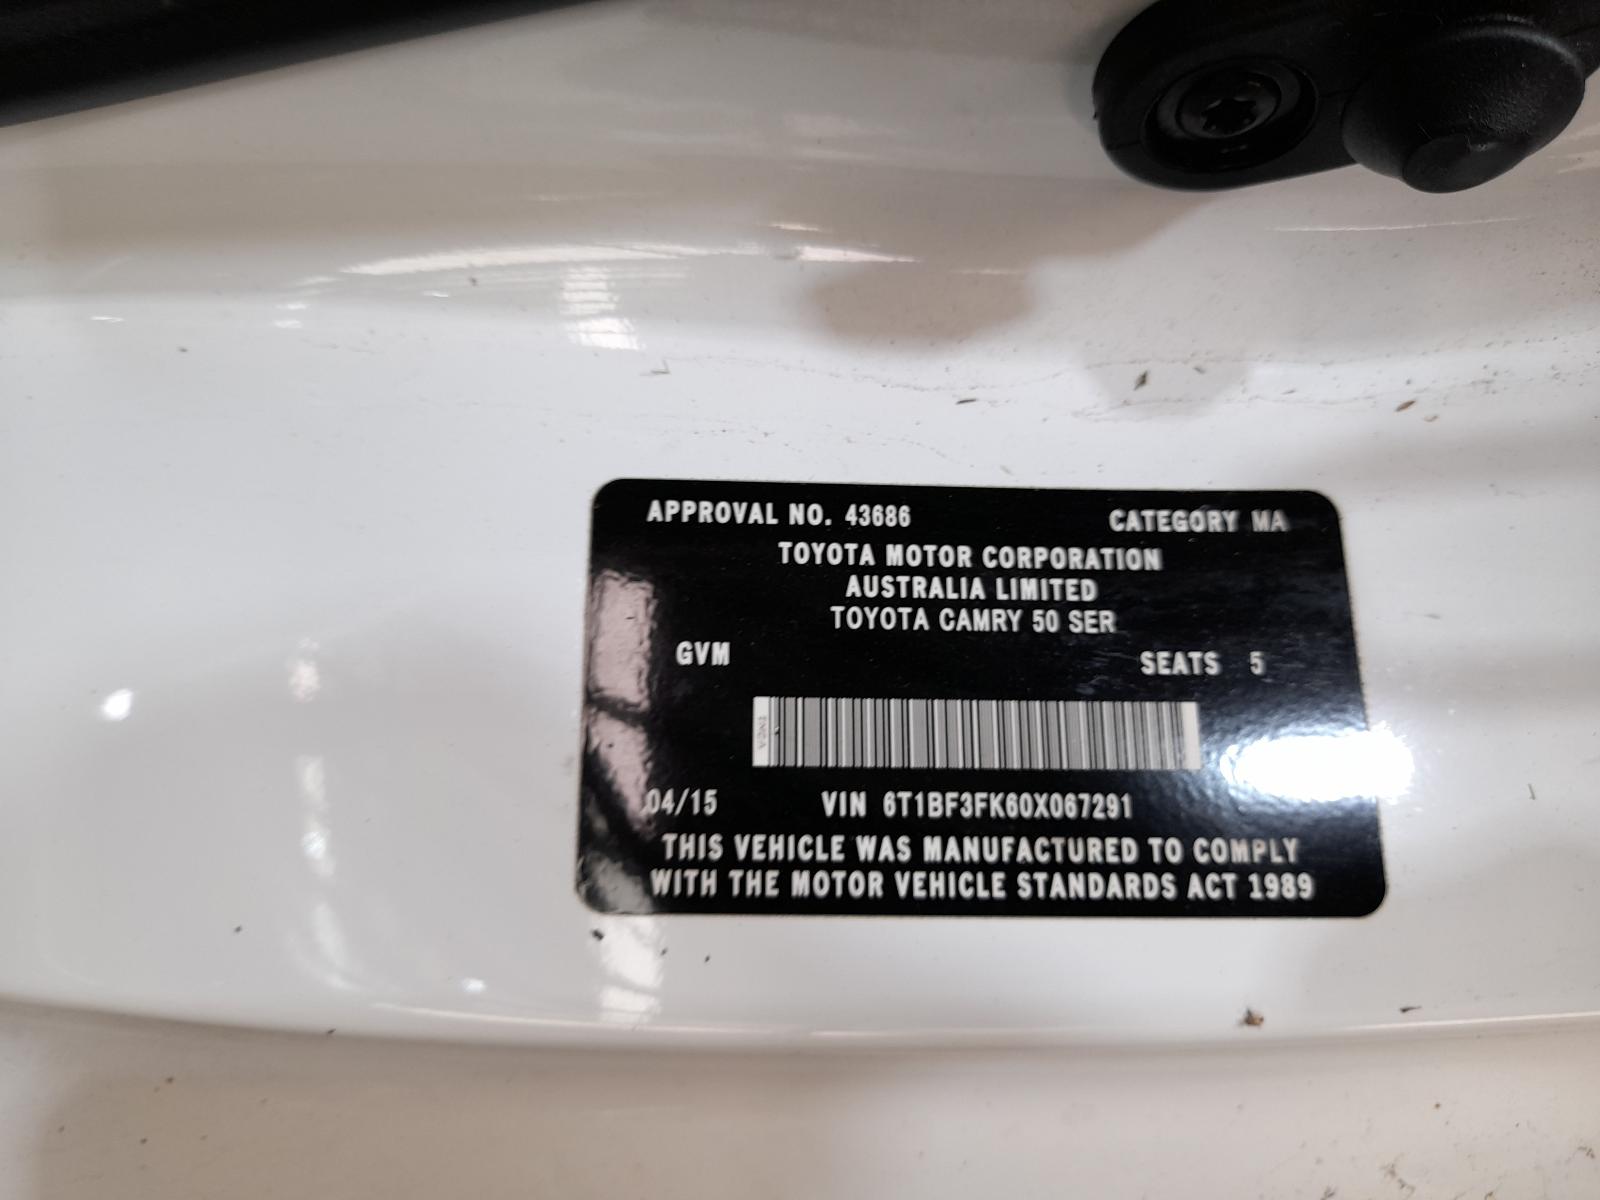 APPROVAL NO. 43686 CATEGORY MA
TOYOTA MOTOR CORPORATION
AUSTRALIA LIMITED
TOYOTA CAMRY 50 SER
GVM SEATS 5
04/15 VIN 6T1BF3FK60X067291
THIS VEHICLE WAS MANUFACTURED TO COMPLY
WITH THE MOTOR VEHICLE STANDARDS ACT 1989